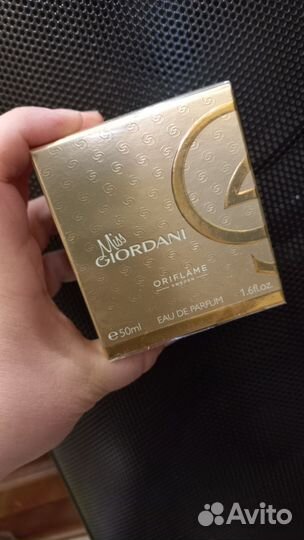 Miss
GIORDANI
ORIFLAME
SWEDEN
℮50ml EAU DE PARFUM 1.6fl.oz.
Avito